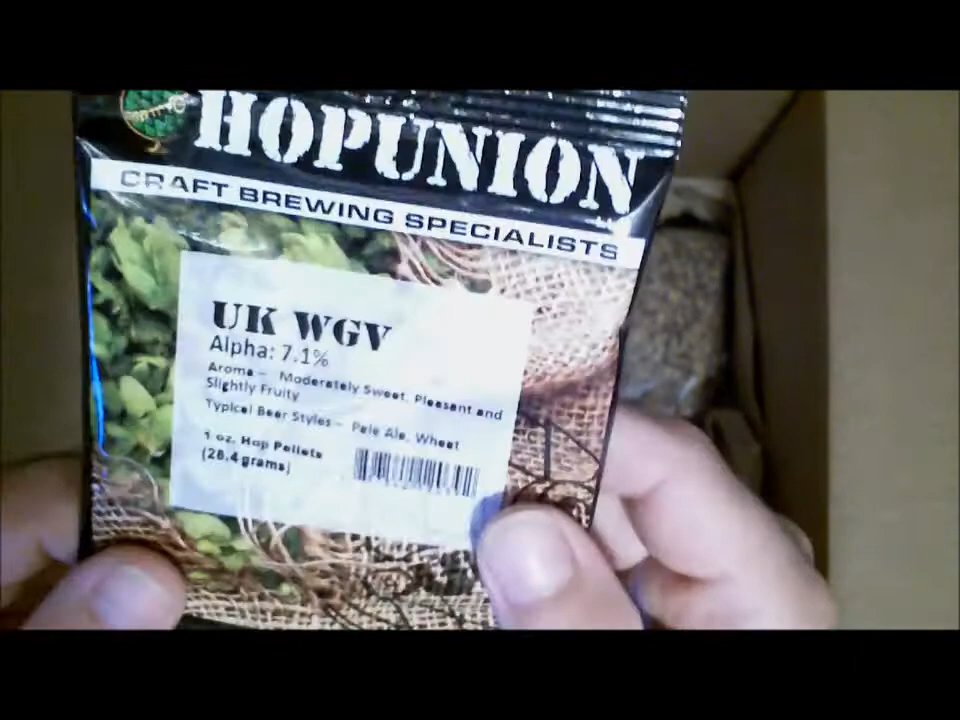 HOPUNION
CRAFT BREWING SPECIALISTS
UK WGV
Alpha: 7.1%
Aroma – Moderately Sweet, Pleasant and
Slightly Fruity
Typical Beer Styles – Pale Ale, Wheat
1 oz. Hop Pellets
(28.4 grams)